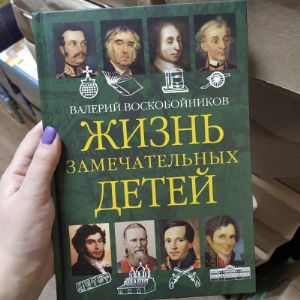 ВАЛЕРИЙ ВОСКОБОЙНИКОВ
ЖИЗНЬ
ЗАМЕЧАТЕЛЬНЫХ
ДЕТЕЙ